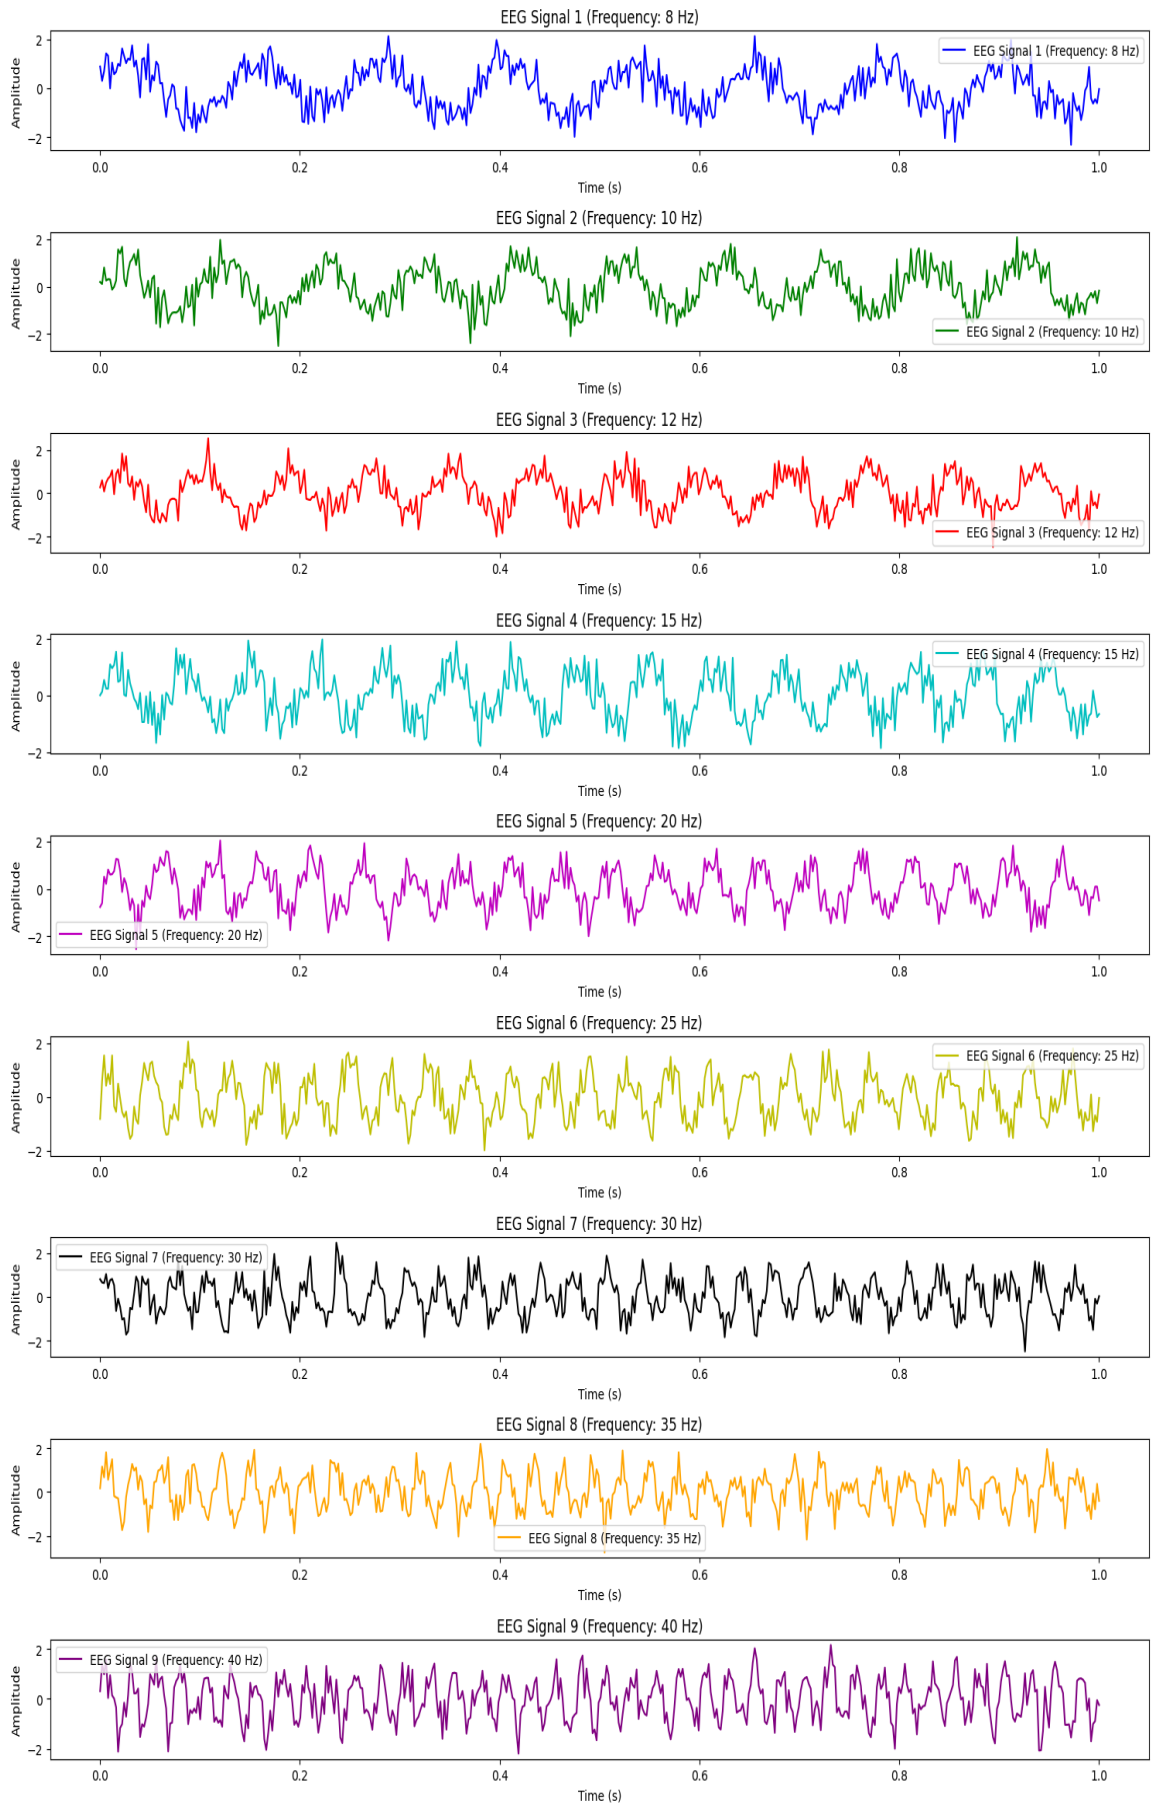 EEG Signal 1 (Frequency: 8 Hz)
EEG Signal 1 (Frequency: 8 Hz)
Amplitude
2
0
−2
0.0 0.2 0.4 0.6 0.8 1.0
Time (s)
EEG Signal 2 (Frequency: 10 Hz)
Amplitude
2
0
−2
EEG Signal 2 (Frequency: 10 Hz)
0.0 0.2 0.4 0.6 0.8 1.0
Time (s)
EEG Signal 3 (Frequency: 12 Hz)
Amplitude
2
0
−2
EEG Signal 3 (Frequency: 12 Hz)
0.0 0.2 0.4 0.6 0.8 1.0
Time (s)
EEG Signal 4 (Frequency: 15 Hz)
EEG Signal 4 (Frequency: 15 Hz)
Amplitude
2
0
−2
0.0 0.2 0.4 0.6 0.8 1.0
Time (s)
EEG Signal 5 (Frequency: 20 Hz)
Amplitude
2
0
−2
EEG Signal 5 (Frequency: 20 Hz)
0.0 0.2 0.4 0.6 0.8 1.0
Time (s)
EEG Signal 6 (Frequency: 25 Hz)
EEG Signal 6 (Frequency: 25 Hz)
Amplitude
2
0
−2
0.0 0.2 0.4 0.6 0.8 1.0
Time (s)
EEG Signal 7 (Frequency: 30 Hz)
EEG Signal 7 (Frequency: 30 Hz)
Amplitude
2
0
−2
0.0 0.2 0.4 0.6 0.8 1.0
Time (s)
EEG Signal 8 (Frequency: 35 Hz)
Amplitude
2
0
−2
EEG Signal 8 (Frequency: 35 Hz)
0.0 0.2 0.4 0.6 0.8 1.0
Time (s)
EEG Signal 9 (Frequency: 40 Hz)
EEG Signal 9 (Frequency: 40 Hz)
Amplitude
2
0
−2
0.0 0.2 0.4 0.6 0.8 1.0
Time (s)